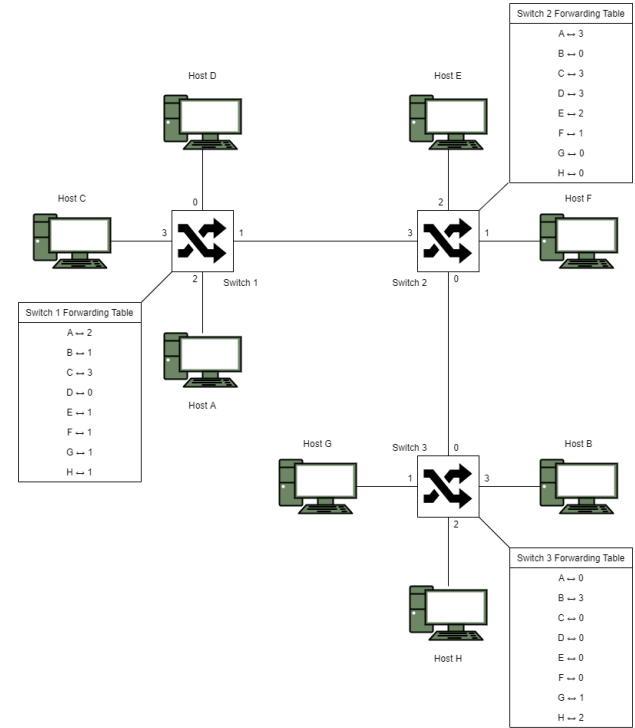 Switch 2 Forwarding Table
A ↔ 3
B ↔ 0
C ↔ 3
D ↔ 3
E ↔ 2
F ↔ 1
G ↔ 0
H ↔ 0
Host D
Host E
Host C
Host F
0
3
1
2
Switch 1
2
3
1
0
Switch 2
Switch 1 Forwarding Table
A ↔ 2
B ↔ 1
C ↔ 3
D ↔ 0
E ↔ 1
F ↔ 1
G ↔ 1
H ↔ 1
Host A
Host G
Switch 3
0
1
3
2
Host B
Host H
Switch 3 Forwarding Table
A ↔ 0
B ↔ 3
C ↔ 0
D ↔ 0
E ↔ 0
F ↔ 0
G ↔ 1
H ↔ 2